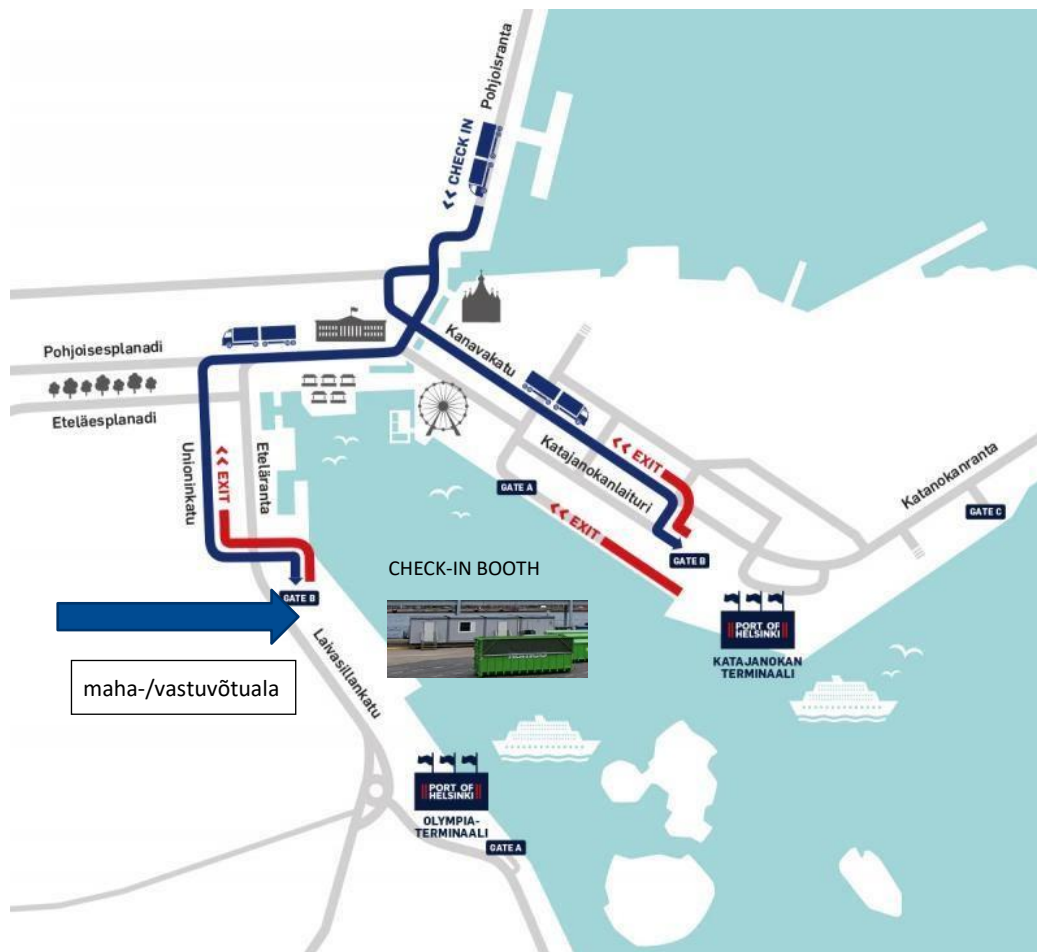 Pohjoisranta
<< CHECK IN
Kanavakatu
Pohjoisesplanadi
Eteläesplanadi
Unioninkatu
<< EXIT
Eteläranta
Katajanokanlaituri
<< EXIT
Katanokanranta
GATE A
<< EXIT
GATE C
GATE B
CHECK-IN BOOTH
GATE B
PORT OF
HELSINKI
KATAJANOKAN
TERMINAALI
maha-/vastuvõtuala
Laivasillankatu
PORT OF
HELSINKI
OLYMPIA-
TERMINAALI
GATE A